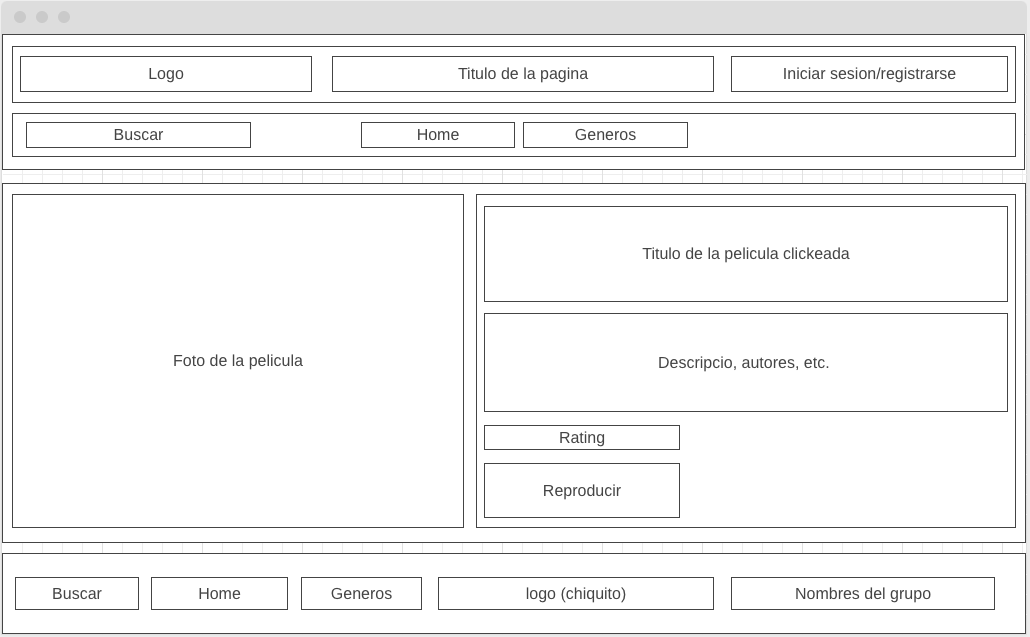 Logo
Titulo de la pagina
Iniciar sesion/registrarse
Buscar
Home
Generos
Foto de la pelicula
Titulo de la pelicula clickeada
Descripcio, autores, etc.
Rating
Reproducir
Buscar
Home
Generos
logo (chiquito)
Nombres del grupo